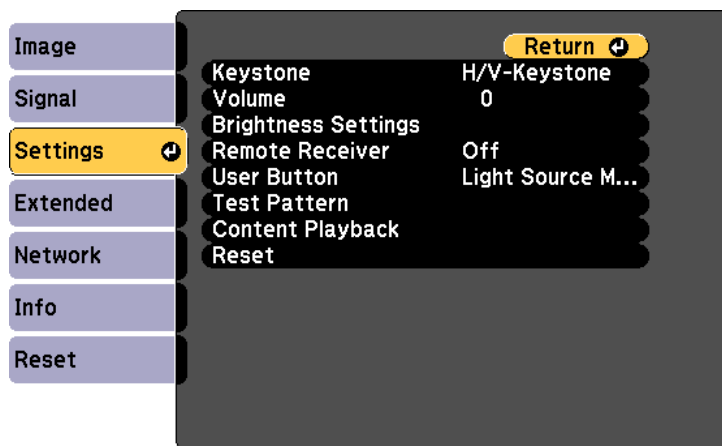 Image
Signal
Settings
Extended
Network
Info
Reset
Return
Keystone H/V-Keystone
Volume 0
Brightness Settings
Remote Receiver Off
User Button Light Source M...
Test Pattern
Content Playback
Reset